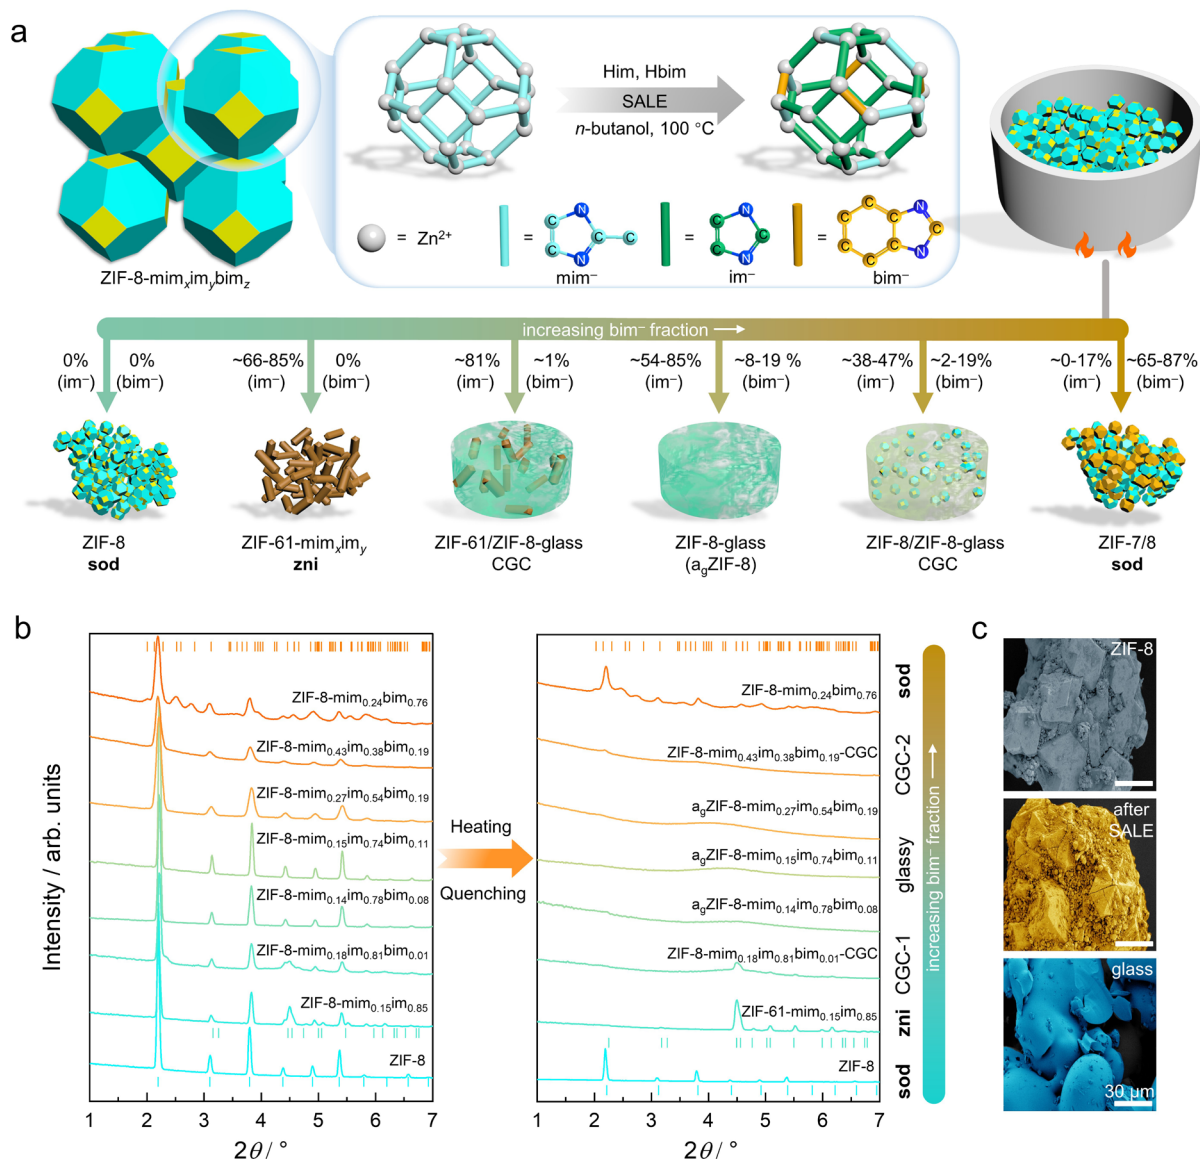 a
Him, Hbim
SALE
n-butanol, 100 °C
N
C
C
C
C
N
N
C
C
C
N
C
C
C
C
C
C
C
N
C
N
= Zn²⁺
=
mim⁻
=
im⁻
=
bim⁻
ZIF-8-mimₓimᵧbim_z
increasing bim⁻ fraction →
0%
(im⁻)
0%
(bim⁻)
~66-85%
(im⁻)
0%
(bim⁻)
~81%
(im⁻)
~1%
(bim⁻)
~54-85%
(im⁻)
~8-19 %
(bim⁻)
~38-47%
(im⁻)
~2-19%
(bim⁻)
~0-17%
(im⁻)
~65-87%
(bim⁻)
ZIF-8
sod
ZIF-61-mimₓimᵧ
zni
ZIF-61/ZIF-8-glass
CGC
ZIF-8-glass
(a_gZIF-8)
ZIF-8/ZIF-8-glass
CGC
ZIF-7/8
sod
b
Intensity / arb. units
ZIF-8-mim₀.₂₄bim₀.₇₆
ZIF-8-mim₀.₄₃im₀.₃₈bim₀.₁₉
ZIF-8-mim₀.₂₇im₀.₅₄bim₀.₁₉
ZIF-8-mim₀.₁₅im₀.₇₄bim₀.₁₁
ZIF-8-mim₀.₁₄im₀.₇₈bim₀.₀₈
ZIF-8-mim₀.₁₈im₀.₈₁bim₀.₀₁
ZIF-8-mim₀.₁₅im₀.₈₅
ZIF-8
1 2 3 4 5 6 7
2θ / °
Heating
Quenching
ZIF-8-mim₀.₂₄bim₀.₇₆
ZIF-8-mim₀.₄₃im₀.₃₈bim₀.₁₉-CGC
a_gZIF-8-mim₀.₂₇im₀.₅₄bim₀.₁₉
a_gZIF-8-mim₀.₁₅im₀.₇₄bim₀.₁₁
a_gZIF-8-mim₀.₁₄im₀.₇₈bim₀.₀₈
ZIF-8-mim₀.₁₈im₀.₈₁bim₀.₀₁-CGC
ZIF-61-mim₀.₁₅im₀.₈₅
ZIF-8
1 2 3 4 5 6 7
2θ / °
sod
CGC-2
glassy
CGC-1
zni
sod
increasing bim⁻ fraction →
c
ZIF-8
after
SALE
glass
30 µm